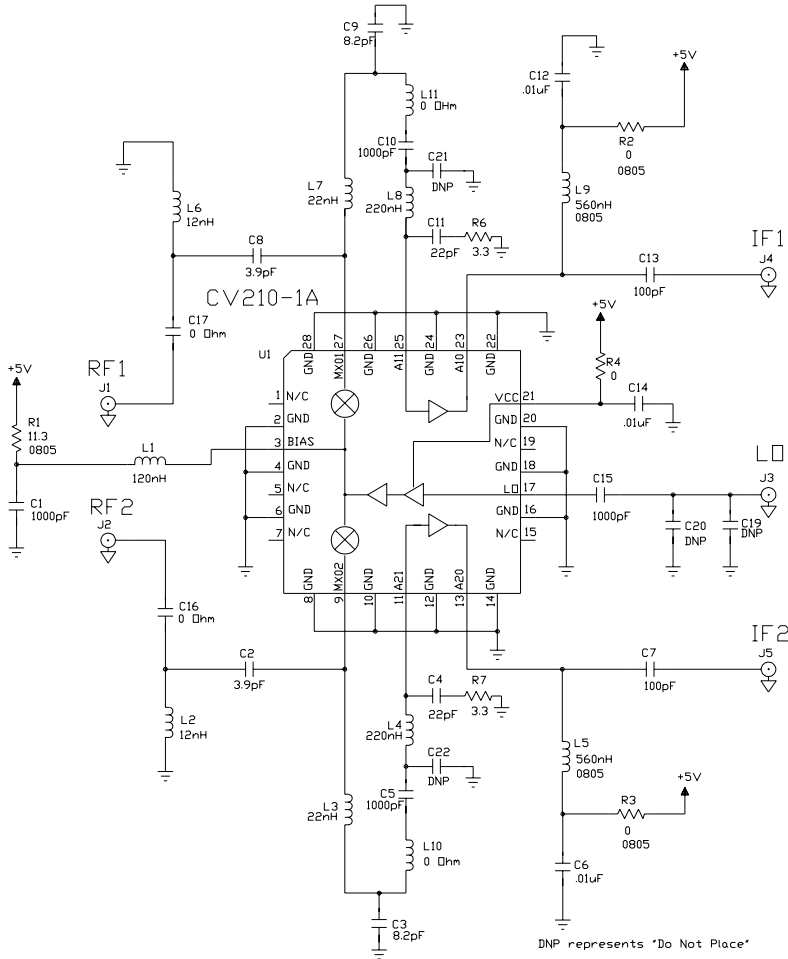 C9
8.2pF
L11
0 Ohm
C10
1000pF
C21
DNP
L7
22nH
L8
220nH
C11
22pF
R6
3.3
C12
.01uF
+5V
R2
0
0805
L9
560nH
0805
IF1
J4
C13
100pF
L6
12nH
C8
3.9pF
C17
0 Ohm
CV210-1A
U1
RF1
J1
+5V
R1
11.3
0805
L1
120nH
C1
1000pF
RF2
J2
28 GND
27 MXO1
26 GND
25 A11
24 GND
23 A10
22 GND
1 N/C
2 GND
3 BIAS
4 GND
5 N/C
6 GND
7 N/C
VCC 21
GND 20
N/C 19
GND 18
LO 17
GND 16
N/C 15
8 GND
9 MXO2
10 GND
11 A21
12 GND
13 A20
14 GND
+5V
R4
0
C14
.01uF
LO
J3
C15
1000pF
C20
DNP
C19
DNP
C16
0 Ohm
C2
3.9pF
L2
12nH
IF2
J5
C7
100pF
C4
22pF
R7
3.3
L4
220nH
C22
DNP
C5
1000pF
L3
22nH
L10
0 Ohm
C3
8.2pF
L5
560nH
0805
+5V
R3
0
0805
C6
.01uF
DNP represents "Do Not Place"